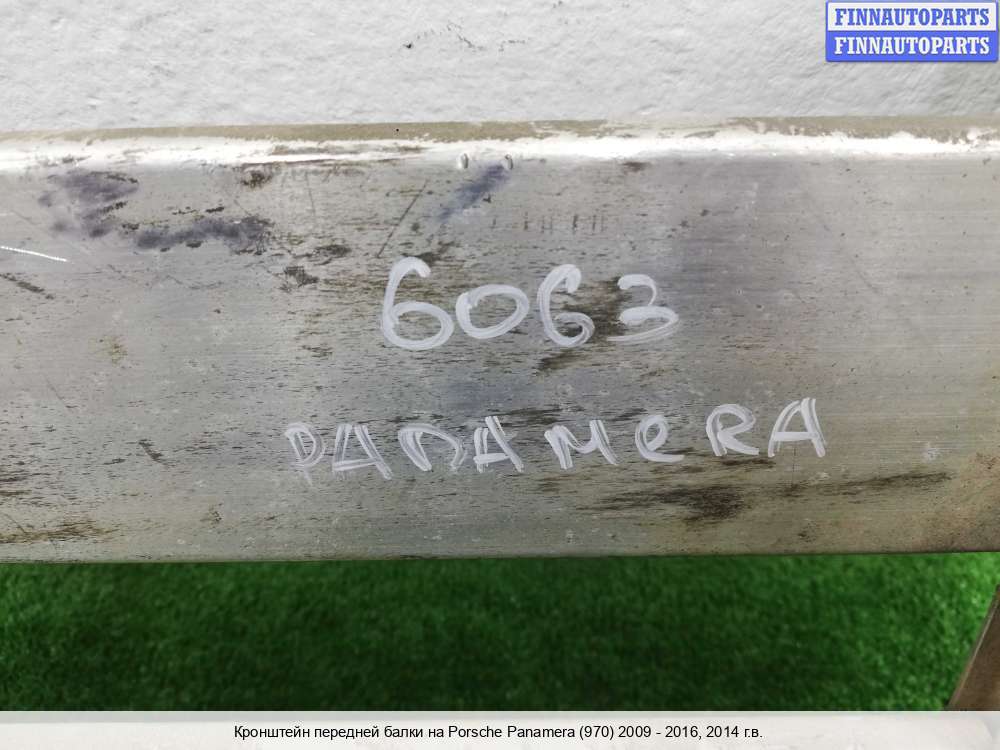 FINNAUTOPARTS
FINNAUTOPARTS
6063
PANAMERA
Кронштейн передней балки на Porsche Panamera (970) 2009 - 2016, 2014 г.в.